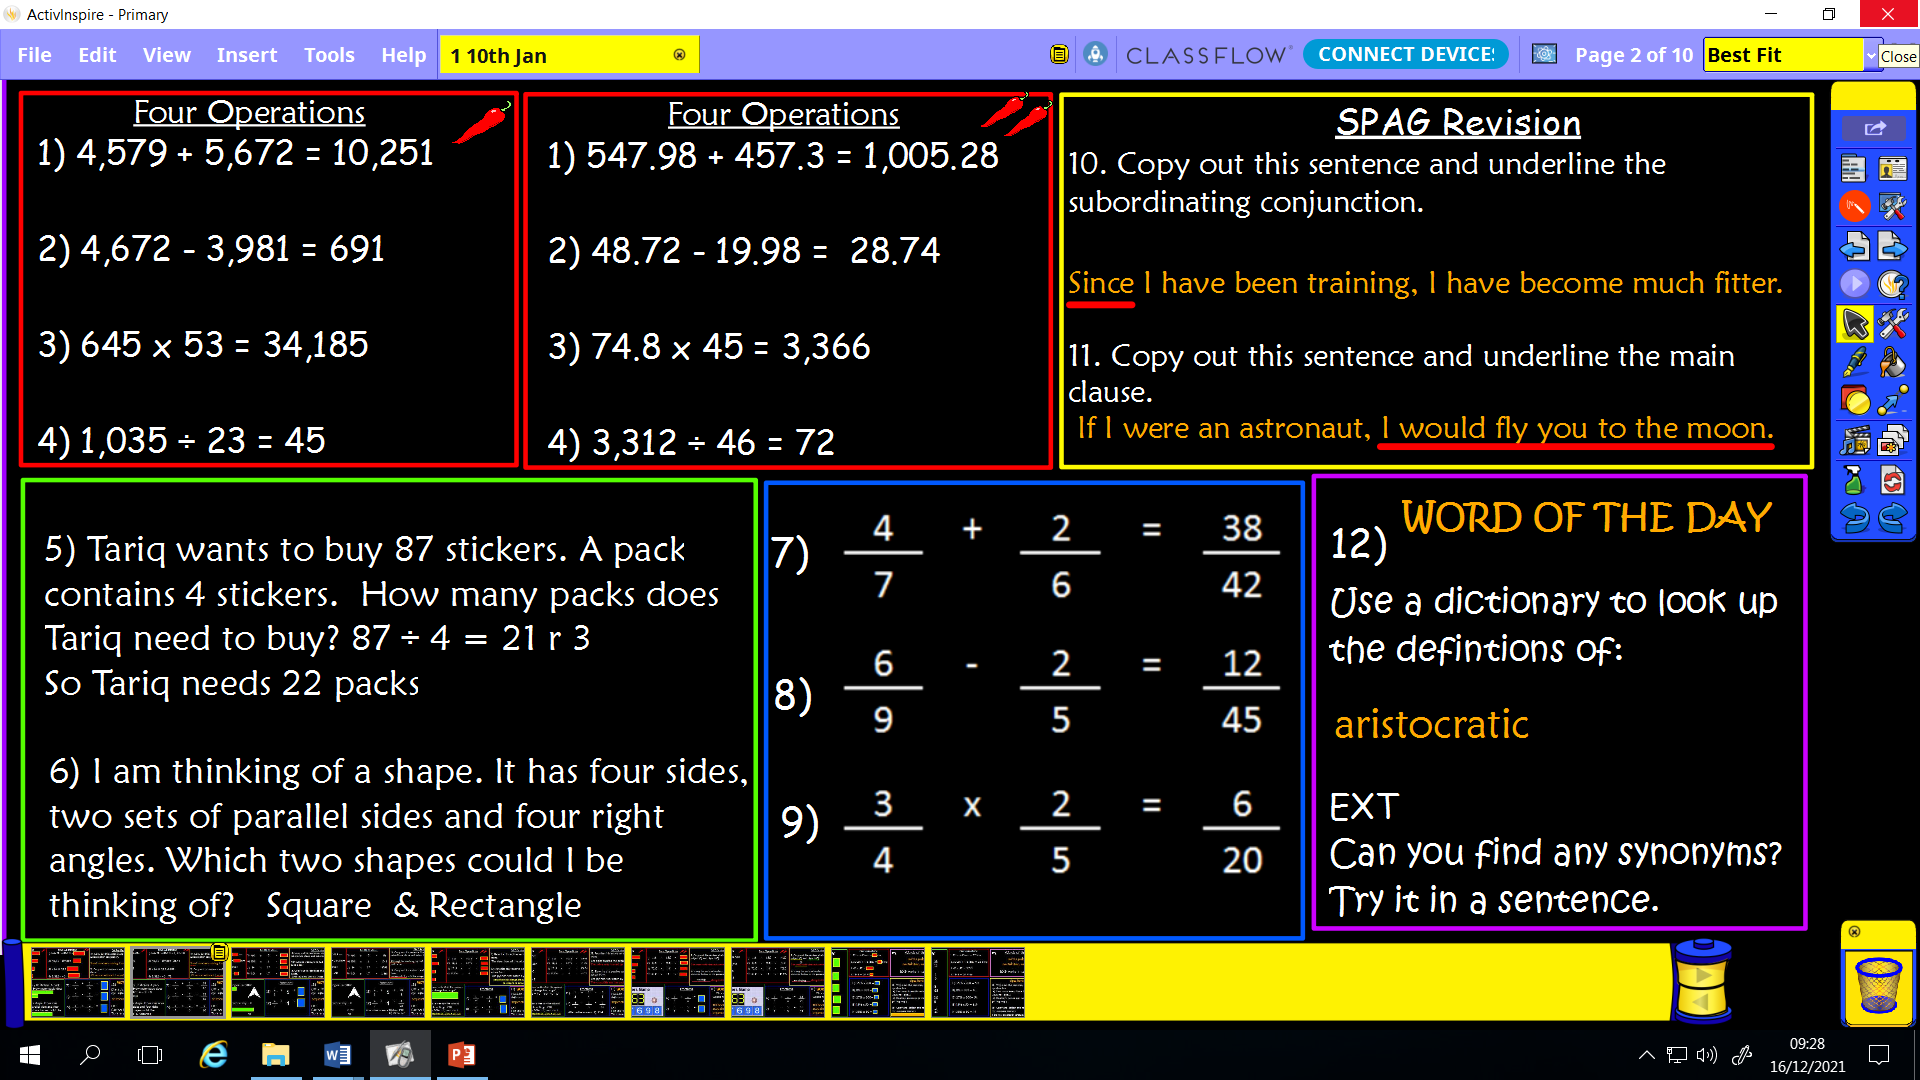 ActivInspire - Primary
File Edit View Insert Tools Help
1 10th Jan
CLASSFLOW
CONNECT DEVICES
Page 2 of 10
Best Fit
Close
Four Operations
1) 4,579 + 5,672 = 10,251
2) 4,672 - 3,981 = 691
3) 645 x 53 = 34,185
4) 1,035 ÷ 23 = 45
Four Operations
1) 547.98 + 457.3 = 1,005.28
2) 48.72 - 19.98 = 28.74
3) 74.8 x 45 = 3,366
4) 3,312 ÷ 46 = 72
SPAG Revision
10. Copy out this sentence and underline the
subordinating conjunction.
Since I have been training, I have become much fitter.
11. Copy out this sentence and underline the main
clause.
If I were an astronaut, I would fly you to the moon.
5) Tariq wants to buy 87 stickers. A pack
contains 4 stickers. How many packs does
Tariq need to buy? 87 ÷ 4 = 21 r 3
So Tariq needs 22 packs
6) I am thinking of a shape. It has four sides,
two sets of parallel sides and four right
angles. Which two shapes could I be
thinking of? Square & Rectangle
7) 4/7 + 2/6 = 38/42
8) 6/9 - 2/5 = 12/45
9) 3/4 x 2/5 = 6/20
WORD OF THE DAY
12)
Use a dictionary to look up
the defintions of:
aristocratic
EXT
Can you find any synonyms?
Try it in a sentence.
09:28
16/12/2021